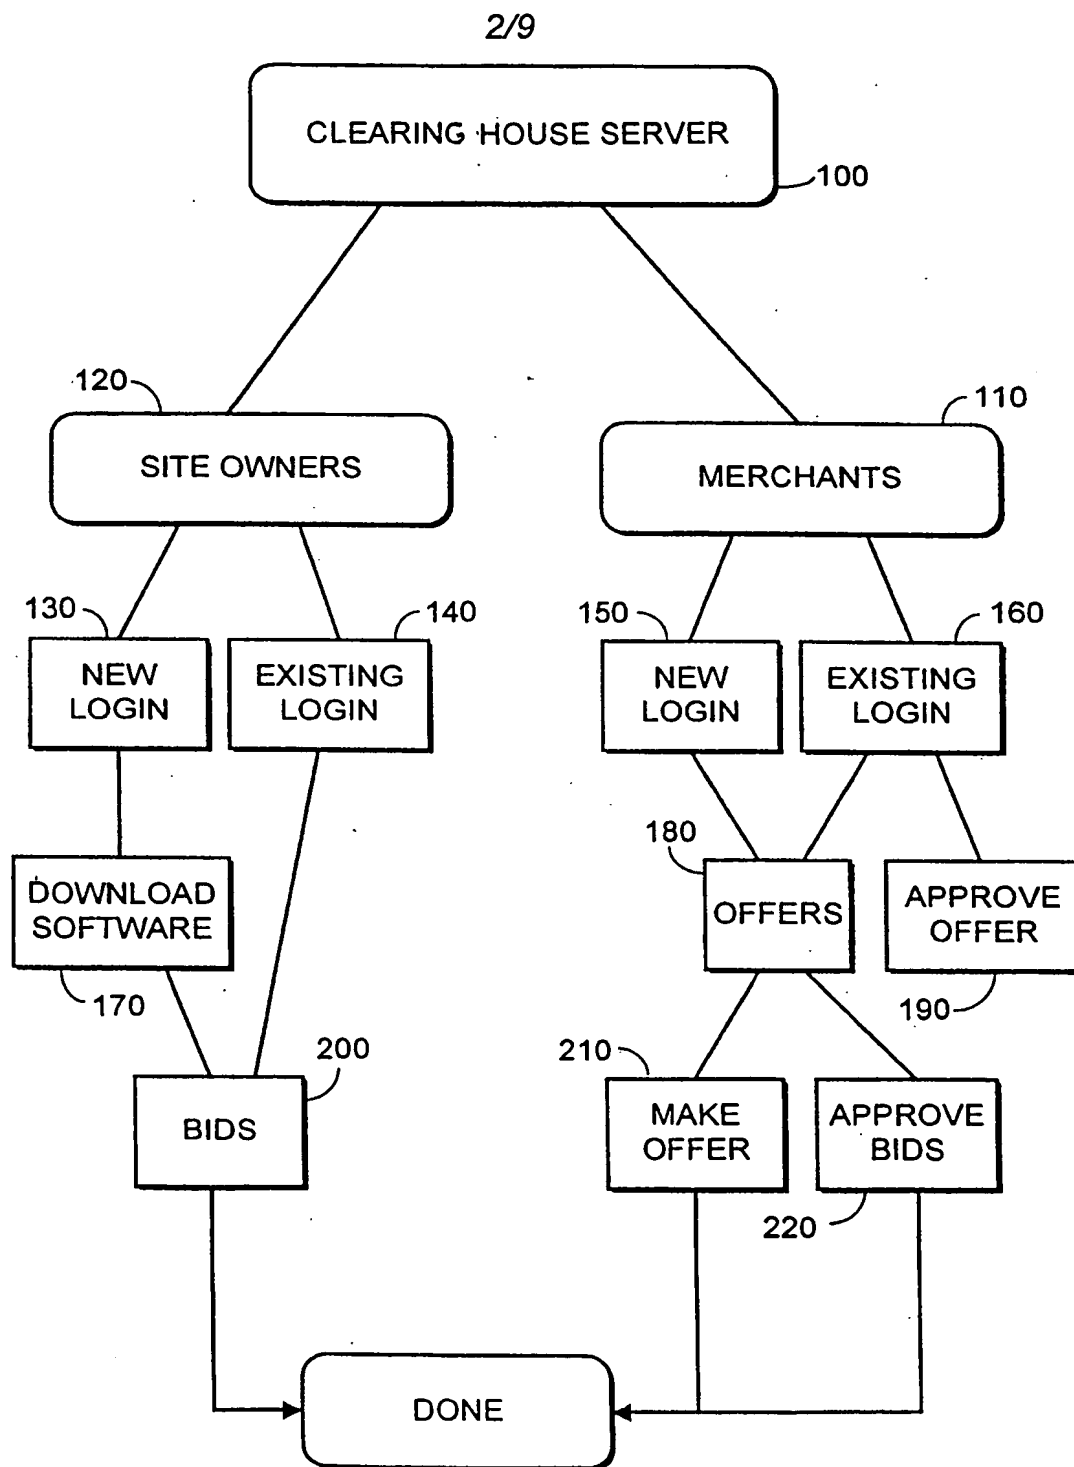 2/9
CLEARING HOUSE SERVER
100
120
110
SITE OWNERS
MERCHANTS
130
140
150
160
NEW
LOGIN
EXISTING
LOGIN
NEW
LOGIN
EXISTING
LOGIN
180
DOWNLOAD
SOFTWARE
OFFERS
APPROVE
OFFER
170
190
200
210
BIDS
MAKE
OFFER
APPROVE
BIDS
220
DONE